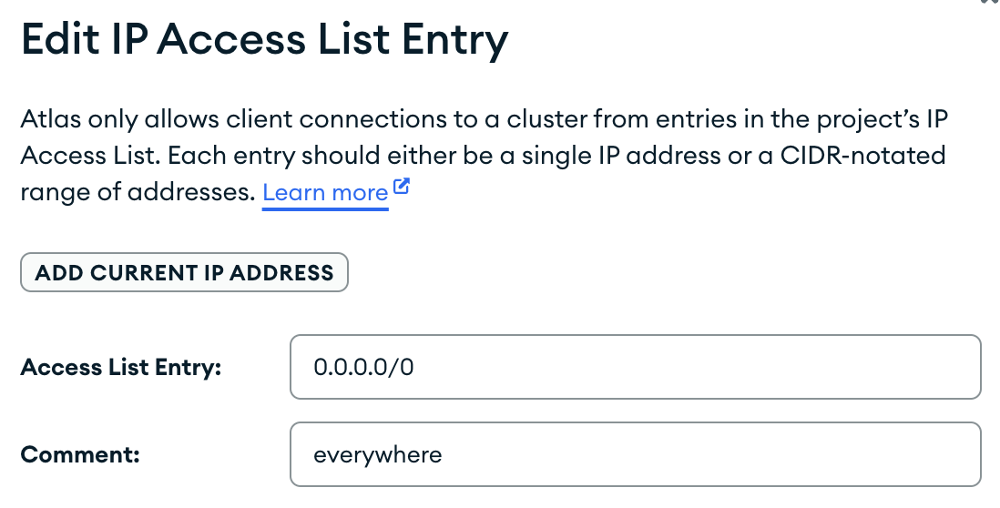 Edit IP Access List Entry
Atlas only allows client connections to a cluster from entries in the project’s IP
Access List. Each entry should either be a single IP address or a CIDR-notated
range of addresses. Learn more
ADD CURRENT IP ADDRESS
Access List Entry: 0.0.0.0/0
Comment: everywhere